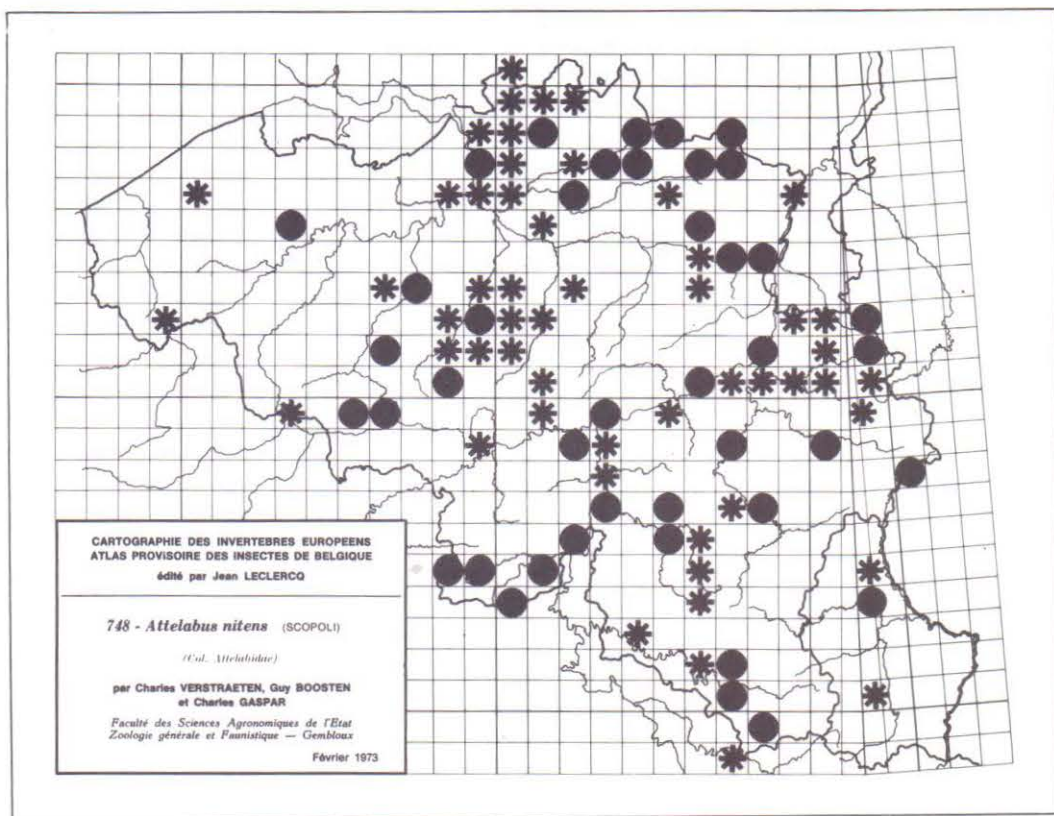 CARTOGRAPHIE DES INVERTEBRES EUROPEENS
ATLAS PROVISOIRE DES INSECTES DE BELGIQUE
édité par Jean LECLERCQ
748 - Attelabus nitens (SCOPOLI)
(Col. Attelabidae)
par Charles VERSTRAETEN, Guy BOOSTEN
et Charles GASPAR
Faculté des Sciences Agronomiques de l'Etat
Zoologie générale et Faunistique — Gembloux
Février 1973